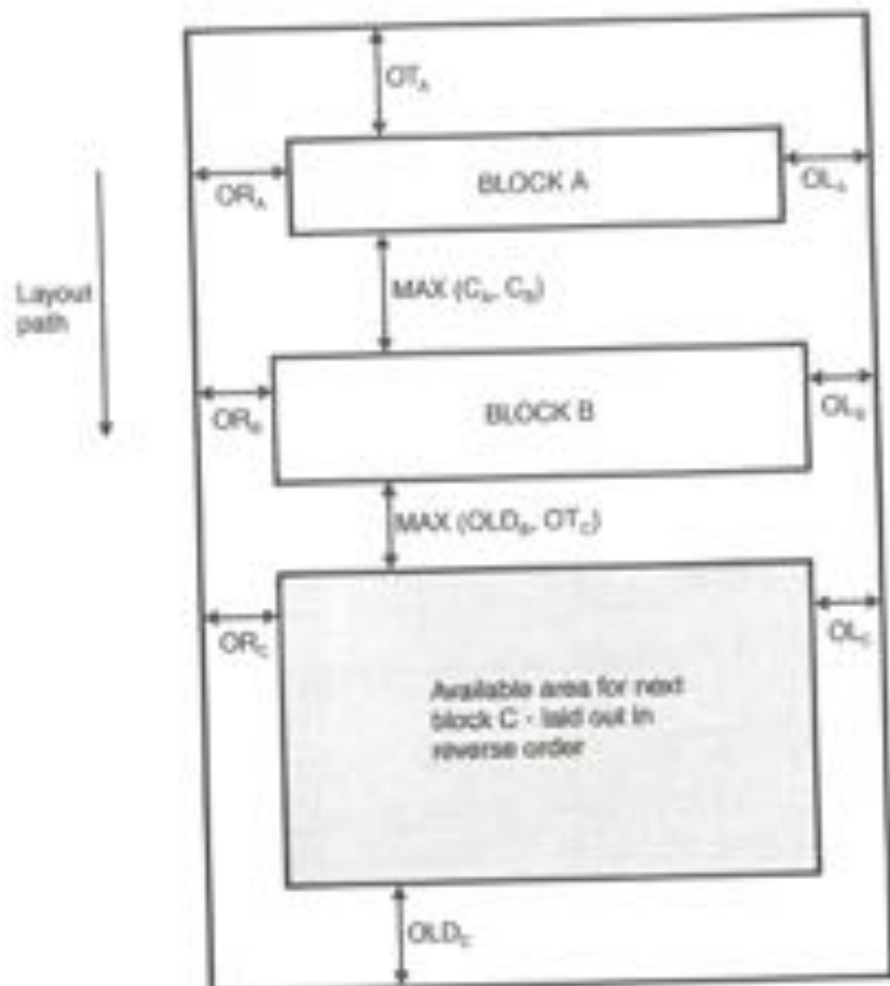 OT_A
BLOCK A
OR_A
OL_A
MAX (C_A, C_B)
Layout
path
BLOCK B
OR_B
OL_B
MAX (OLD_B, OT_C)
OR_C
OL_C
Available area for next
block C - laid out in
reverse order
OLD_C